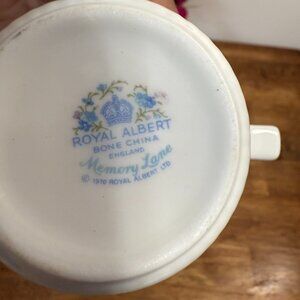 ROYAL ALBERT
BONE CHINA
ENGLAND
Memory Lane
© 1970 ROYAL ALBERT LTD